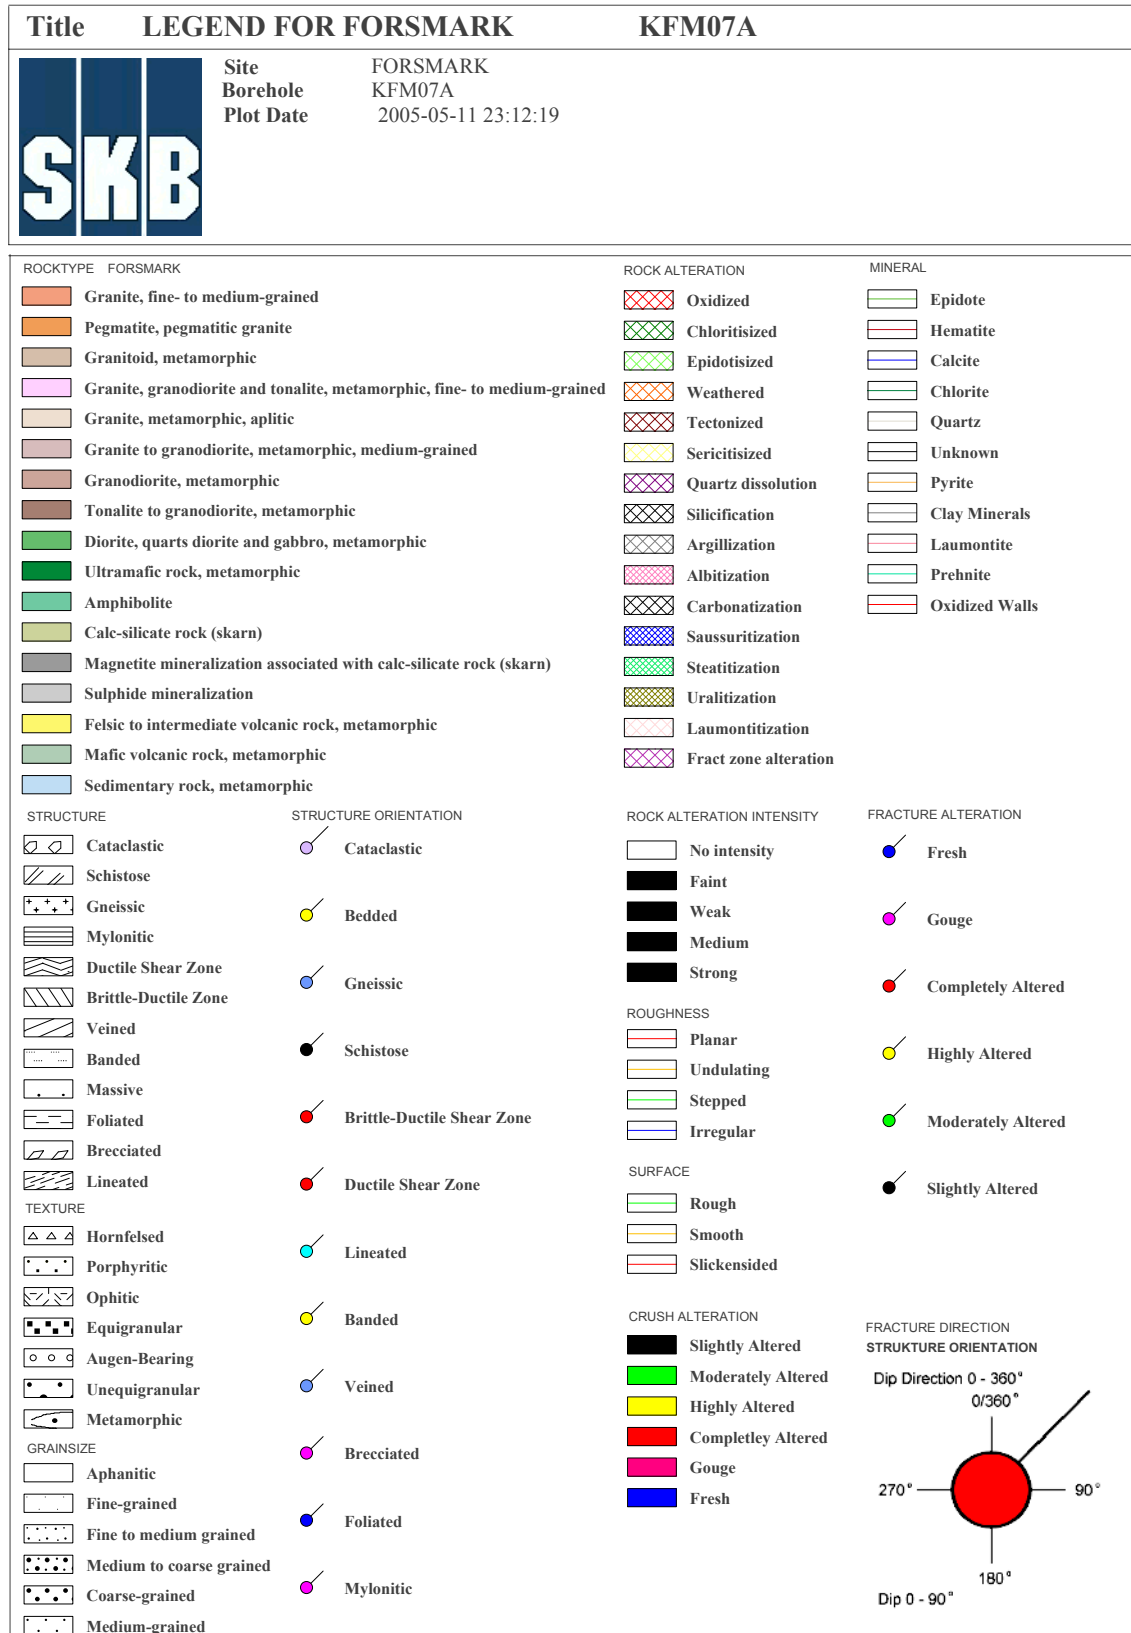 Title LEGEND FOR FORSMARK KFM07A
SKB
Site FORSMARK
Borehole KFM07A
Plot Date 2005-05-11 23:12:19
ROCKTYPE FORSMARK
Granite, fine- to medium-grained
Pegmatite, pegmatitic granite
Granitoid, metamorphic
Granite, granodiorite and tonalite, metamorphic, fine- to medium-grained
Granite, metamorphic, aplitic
Granite to granodiorite, metamorphic, medium-grained
Granodiorite, metamorphic
Tonalite to granodiorite, metamorphic
Diorite, quarts diorite and gabbro, metamorphic
Ultramafic rock, metamorphic
Amphibolite
Calc-silicate rock (skarn)
Magnetite mineralization associated with calc-silicate rock (skarn)
Sulphide mineralization
Felsic to intermediate volcanic rock, metamorphic
Mafic volcanic rock, metamorphic
Sedimentary rock, metamorphic
ROCK ALTERATION
Oxidized
Chloritisized
Epidotisized
Weathered
Tectonized
Sericitisized
Quartz dissolution
Silicification
Argillization
Albitization
Carbonatization
Saussuritization
Steatitization
Uralitization
Laumontitization
Fract zone alteration
MINERAL
Epidote
Hematite
Calcite
Chlorite
Quartz
Unknown
Pyrite
Clay Minerals
Laumontite
Prehnite
Oxidized Walls
STRUCTURE
Cataclastic
Schistose
Gneissic
Mylonitic
Ductile Shear Zone
Brittle-Ductile Zone
Veined
Banded
Massive
Foliated
Brecciated
Lineated
TEXTURE
Hornfelsed
Porphyritic
Ophitic
Equigranular
Augen-Bearing
Unequigranular
Metamorphic
GRAINSIZE
Aphanitic
Fine-grained
Fine to medium grained
Medium to coarse grained
Coarse-grained
Medium-grained
STRUCTURE ORIENTATION
Cataclastic
Bedded
Gneissic
Schistose
Brittle-Ductile Shear Zone
Ductile Shear Zone
Lineated
Banded
Veined
Brecciated
Foliated
Mylonitic
ROCK ALTERATION INTENSITY
No intensity
Faint
Weak
Medium
Strong
ROUGHNESS
Planar
Undulating
Stepped
Irregular
SURFACE
Rough
Smooth
Slickensided
CRUSH ALTERATION
Slightly Altered
Moderately Altered
Highly Altered
Completley Altered
Gouge
Fresh
FRACTURE ALTERATION
Fresh
Gouge
Completely Altered
Highly Altered
Moderately Altered
Slightly Altered
FRACTURE DIRECTION
STRUKTURE ORIENTATION
Dip Direction 0 - 360°
0/360°
270°
90°
180°
Dip 0 - 90°